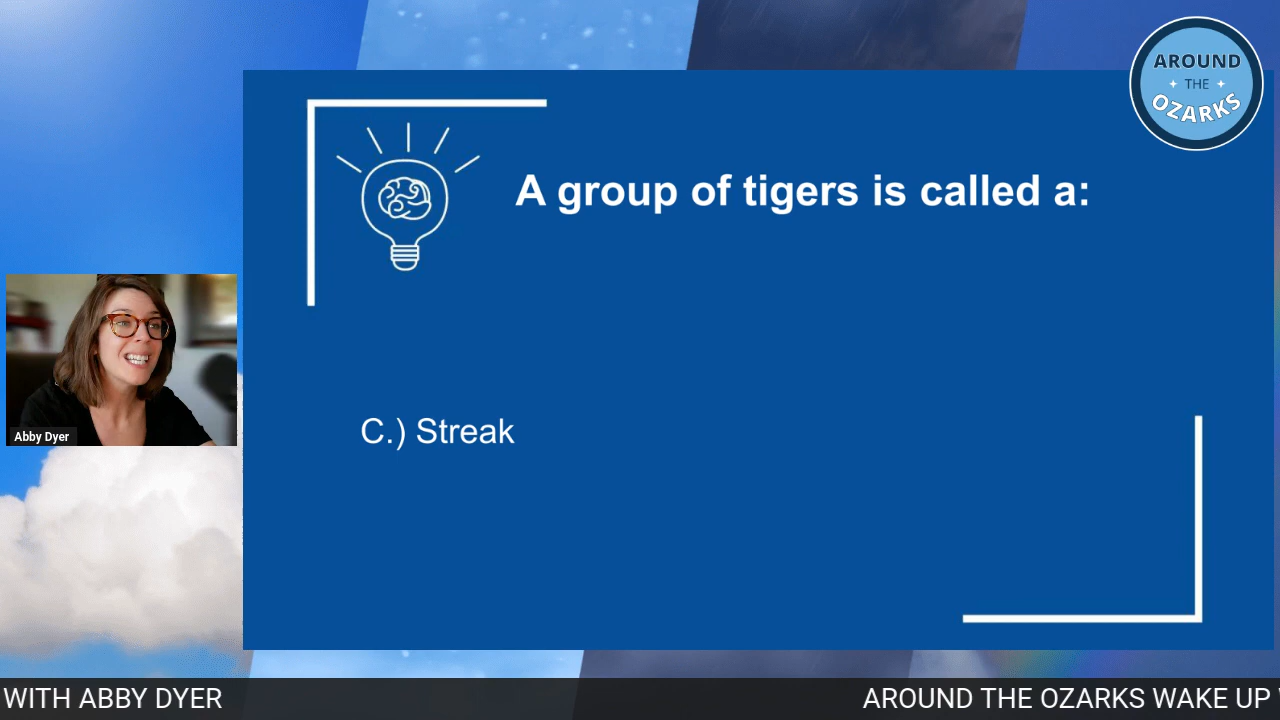 AROUND
THE
OZARKS
A group of tigers is called a:
C.) Streak
Abby Dyer
WITH ABBY DYER
AROUND THE OZARKS WAKE UP